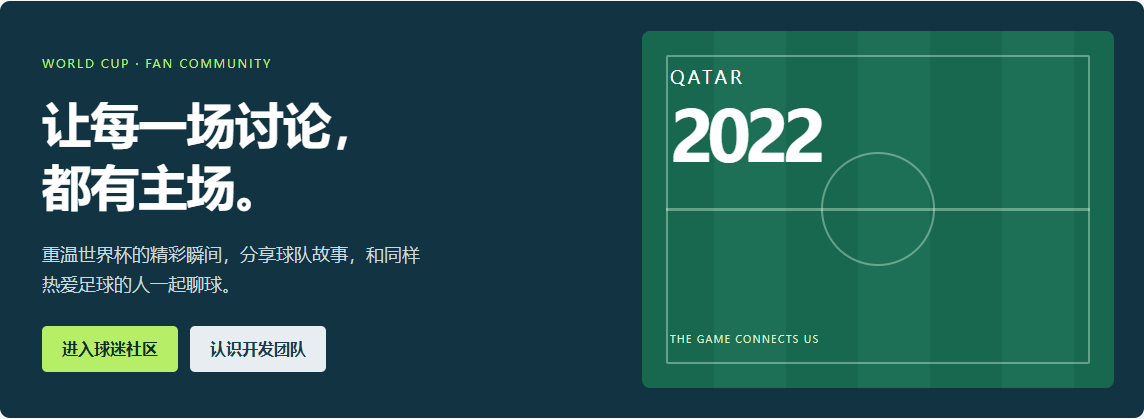 WORLD CUP · FAN COMMUNITY
让每一场讨论，
都有主场。
重温世界杯的精彩瞬间，分享球队故事，和同样
热爱足球的人一起聊球。
进入球迷社区
认识开发团队
QATAR
2022
THE GAME CONNECTS US